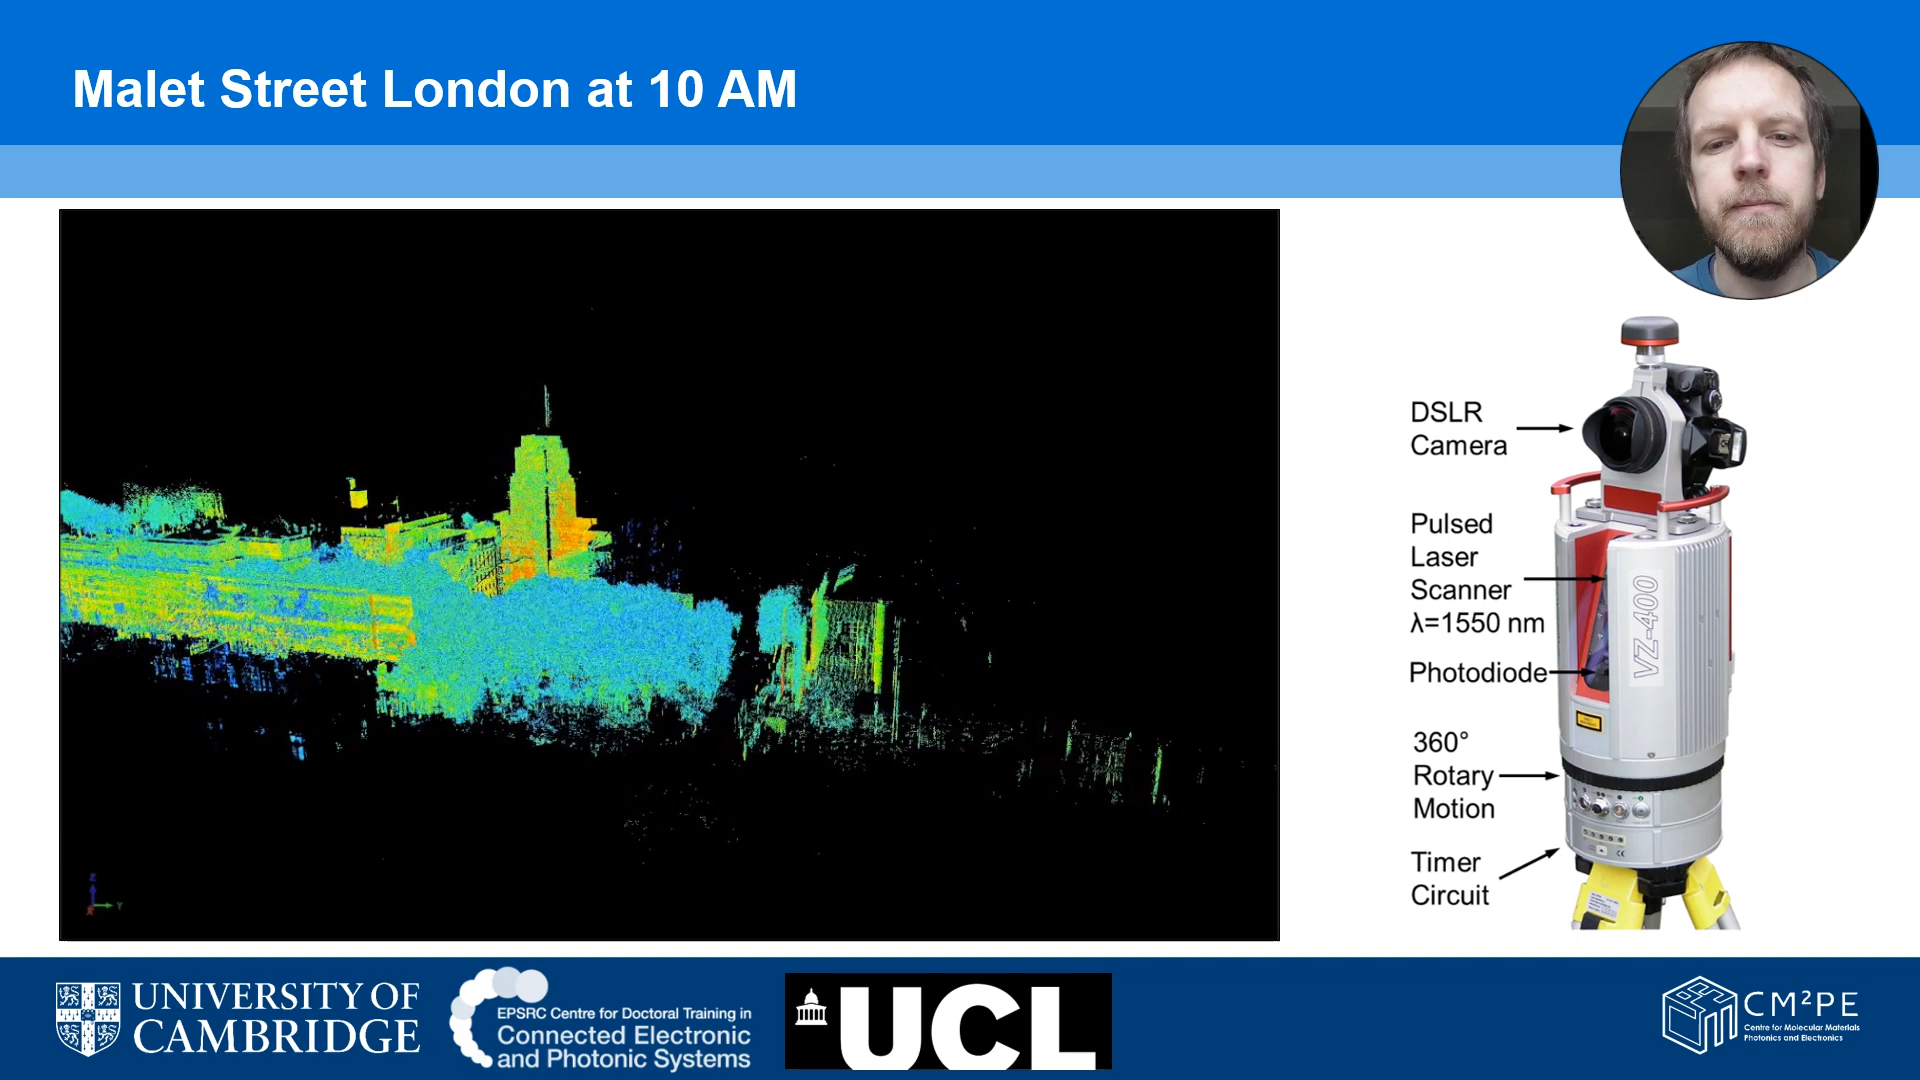 Malet Street London at 10 AM
DSLR
Camera
Pulsed
Laser
Scanner
λ=1550 nm
Photodiode
360°
Rotary
Motion
Timer
Circuit
VZ-400
Z
Y
X
UNIVERSITY OF
CAMBRIDGE
EPSRC Centre for Doctoral Training in
Connected Electronic
and Photonic Systems
UCL
CM²PE
Centre for Molecular Materials
Photonics and Electronics